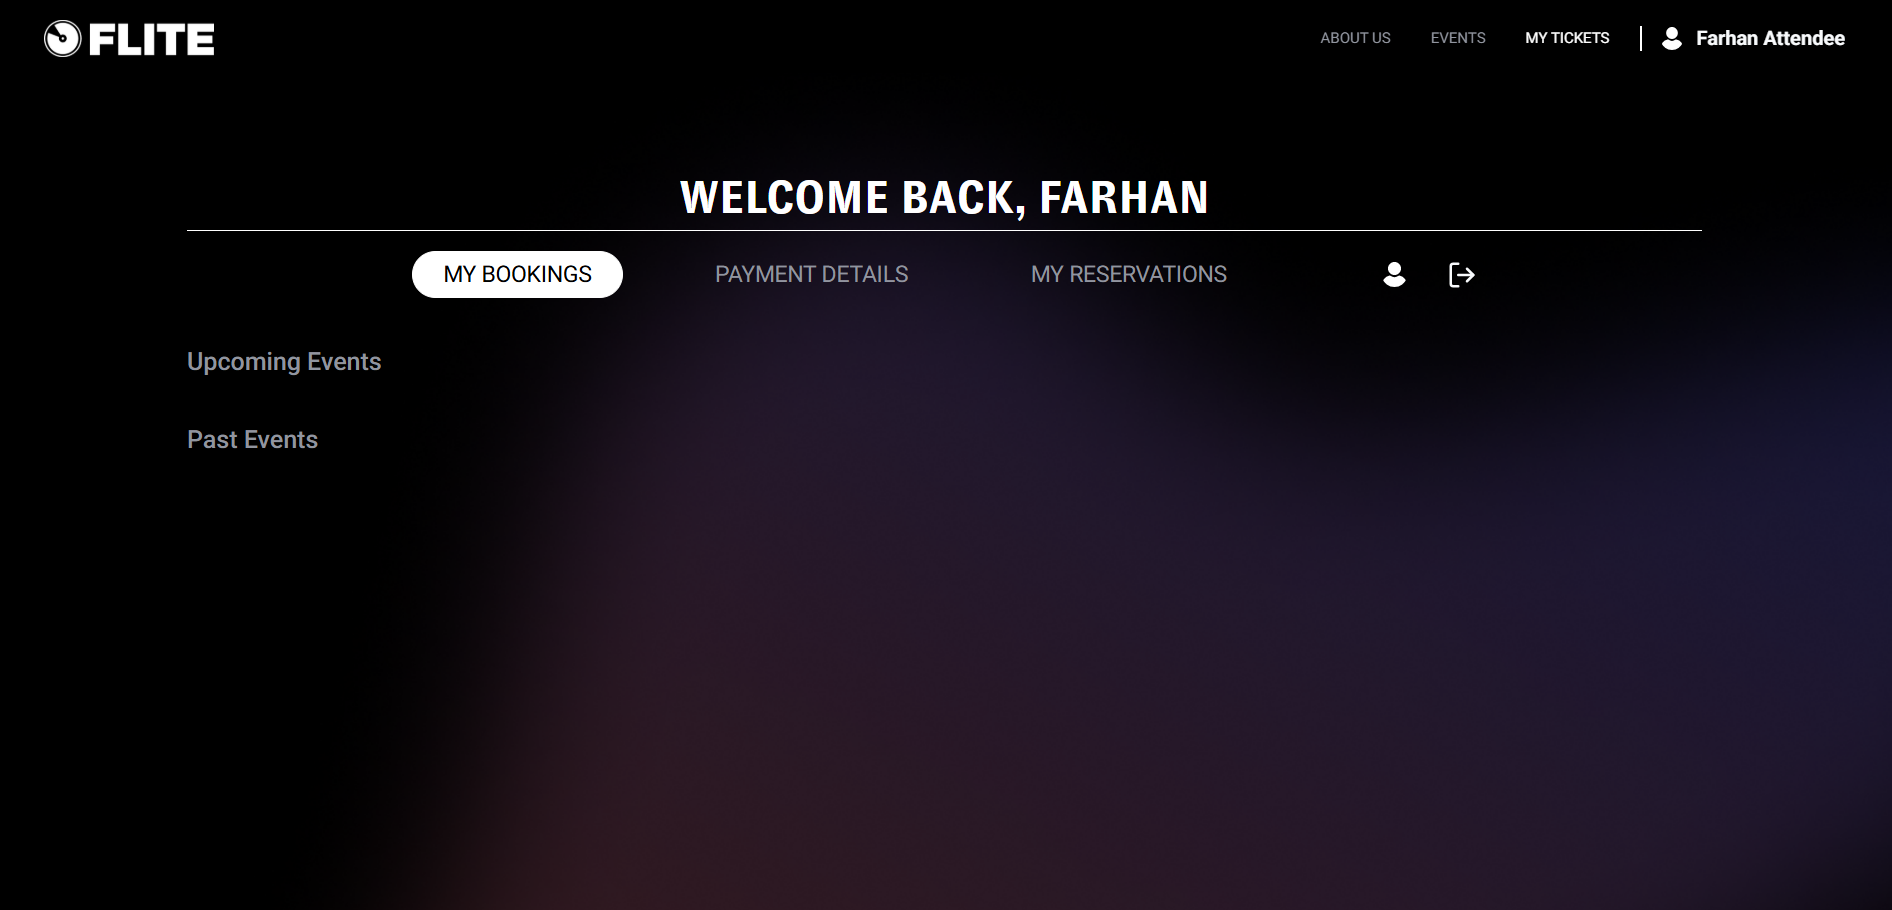 FLITE
ABOUT US EVENTS MY TICKETS Farhan Attendee
WELCOME BACK, FARHAN
MY BOOKINGS PAYMENT DETAILS MY RESERVATIONS
Upcoming Events
Past Events